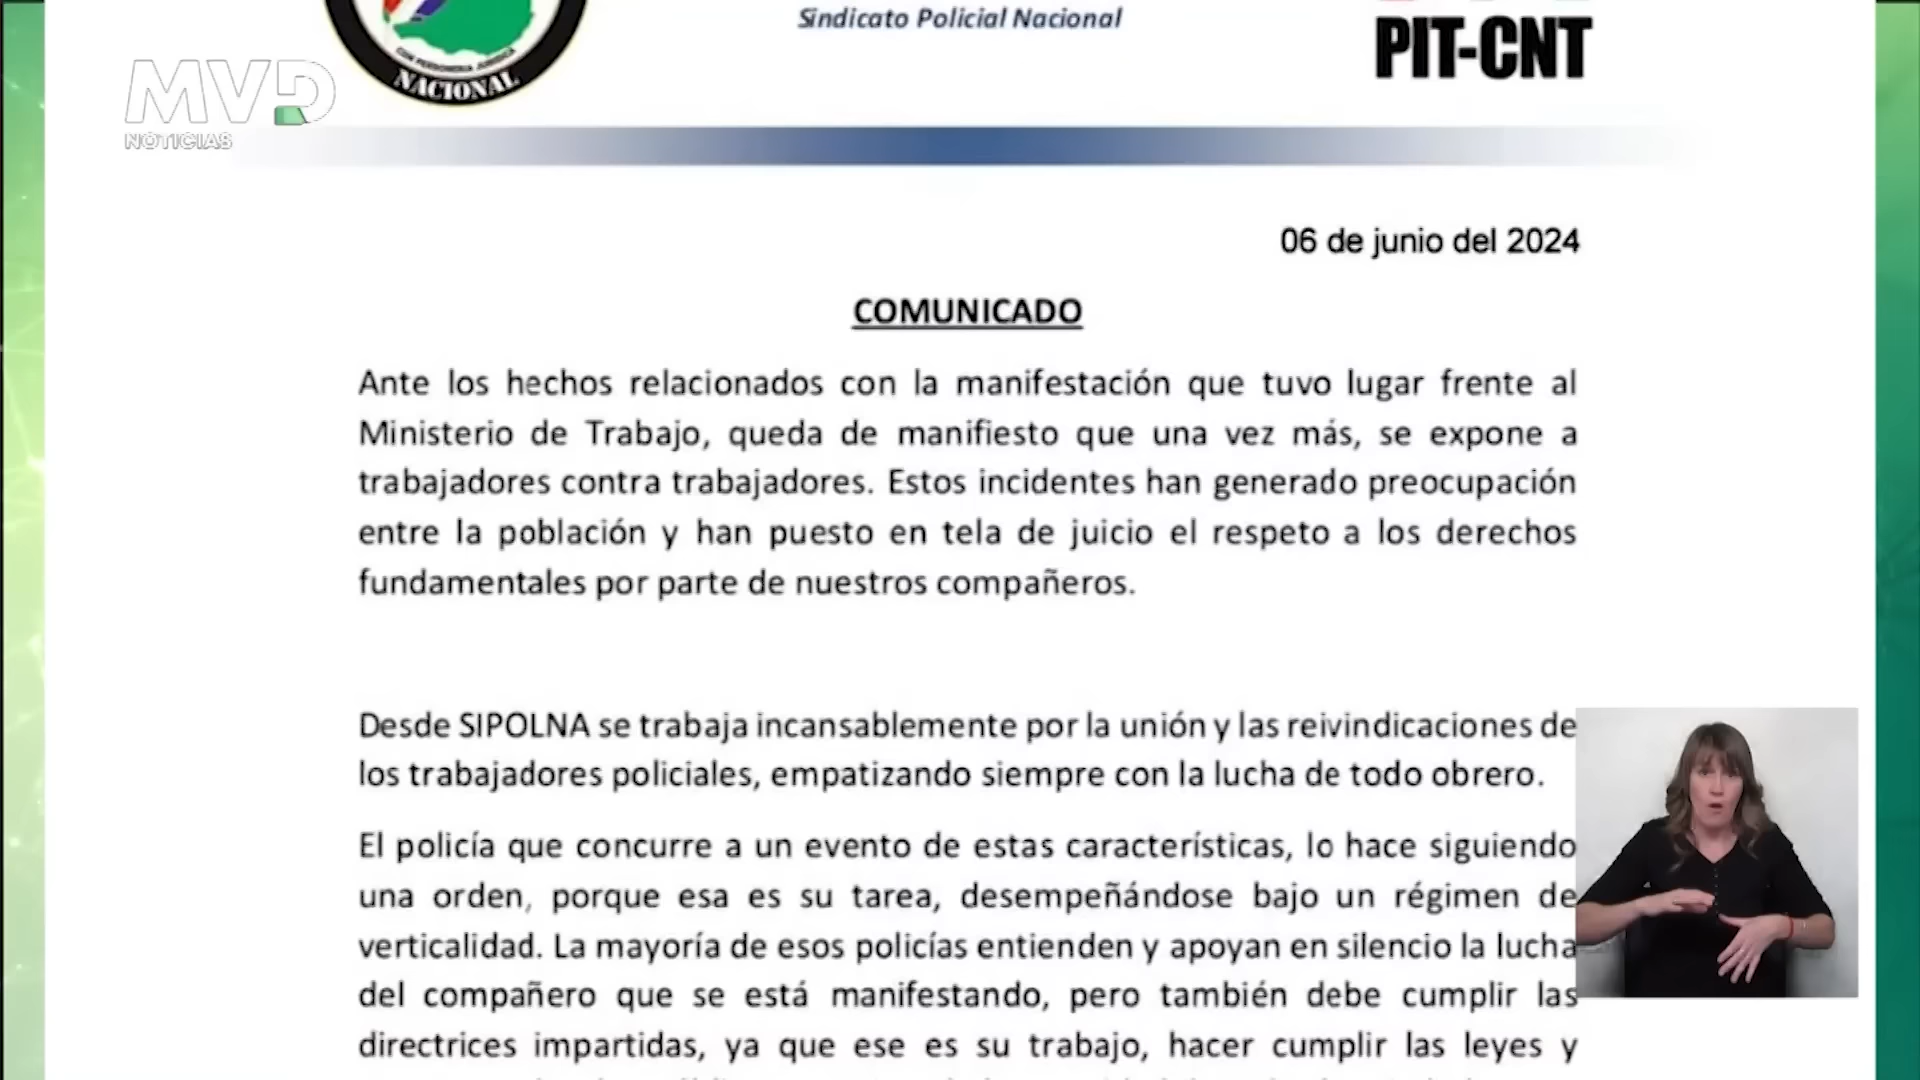 Sindicato Policial Nacional
PIT-CNT
CON PERSONERIA JURIDICA
NACIONAL
MVD
NOTICIAS
06 de junio del 2024
COMUNICADO
Ante los hechos relacionados con la manifestación que tuvo lugar frente al
Ministerio de Trabajo, queda de manifiesto que una vez más, se expone a
trabajadores contra trabajadores. Estos incidentes han generado preocupación
entre la población y han puesto en tela de juicio el respeto a los derechos
fundamentales por parte de nuestros compañeros.
Desde SIPOLNA se trabaja incansablemente por la unión y las reivindicaciones de
los trabajadores policiales, empatizando siempre con la lucha de todo obrero.
El policía que concurre a un evento de estas características, lo hace siguiendo
una orden, porque esa es su tarea, desempeñándose bajo un régimen de
verticalidad. La mayoría de esos policías entienden y apoyan en silencio la lucha
del compañero que se está manifestando, pero también debe cumplir las
directrices impartidas, ya que ese es su trabajo, hacer cumplir las leyes y